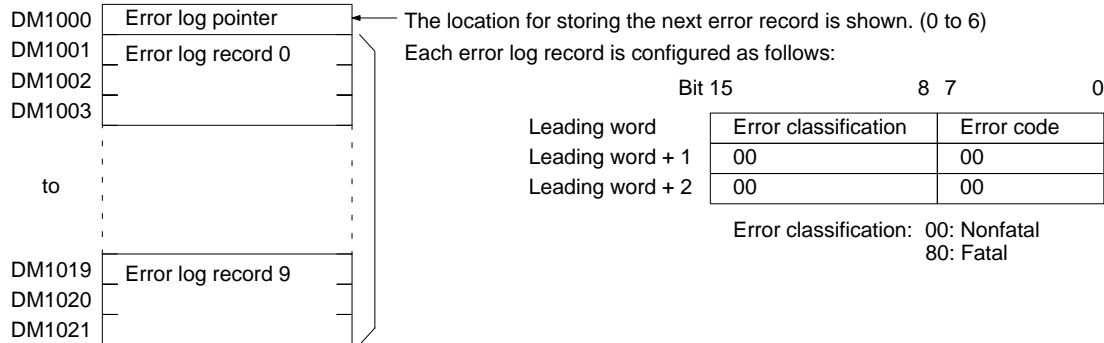 DM1000 Error log pointer The location for storing the next error record is shown. (0 to 6)
DM1001 Error log record 0 Each error log record is configured as follows:
DM1002
DM1003
Bit 15 8 7 0
Leading word Error classification Error code
Leading word + 1 00 00
Leading word + 2 00 00
to
Error classification: 00: Nonfatal
80: Fatal
DM1019 Error log record 9
DM1020
DM1021